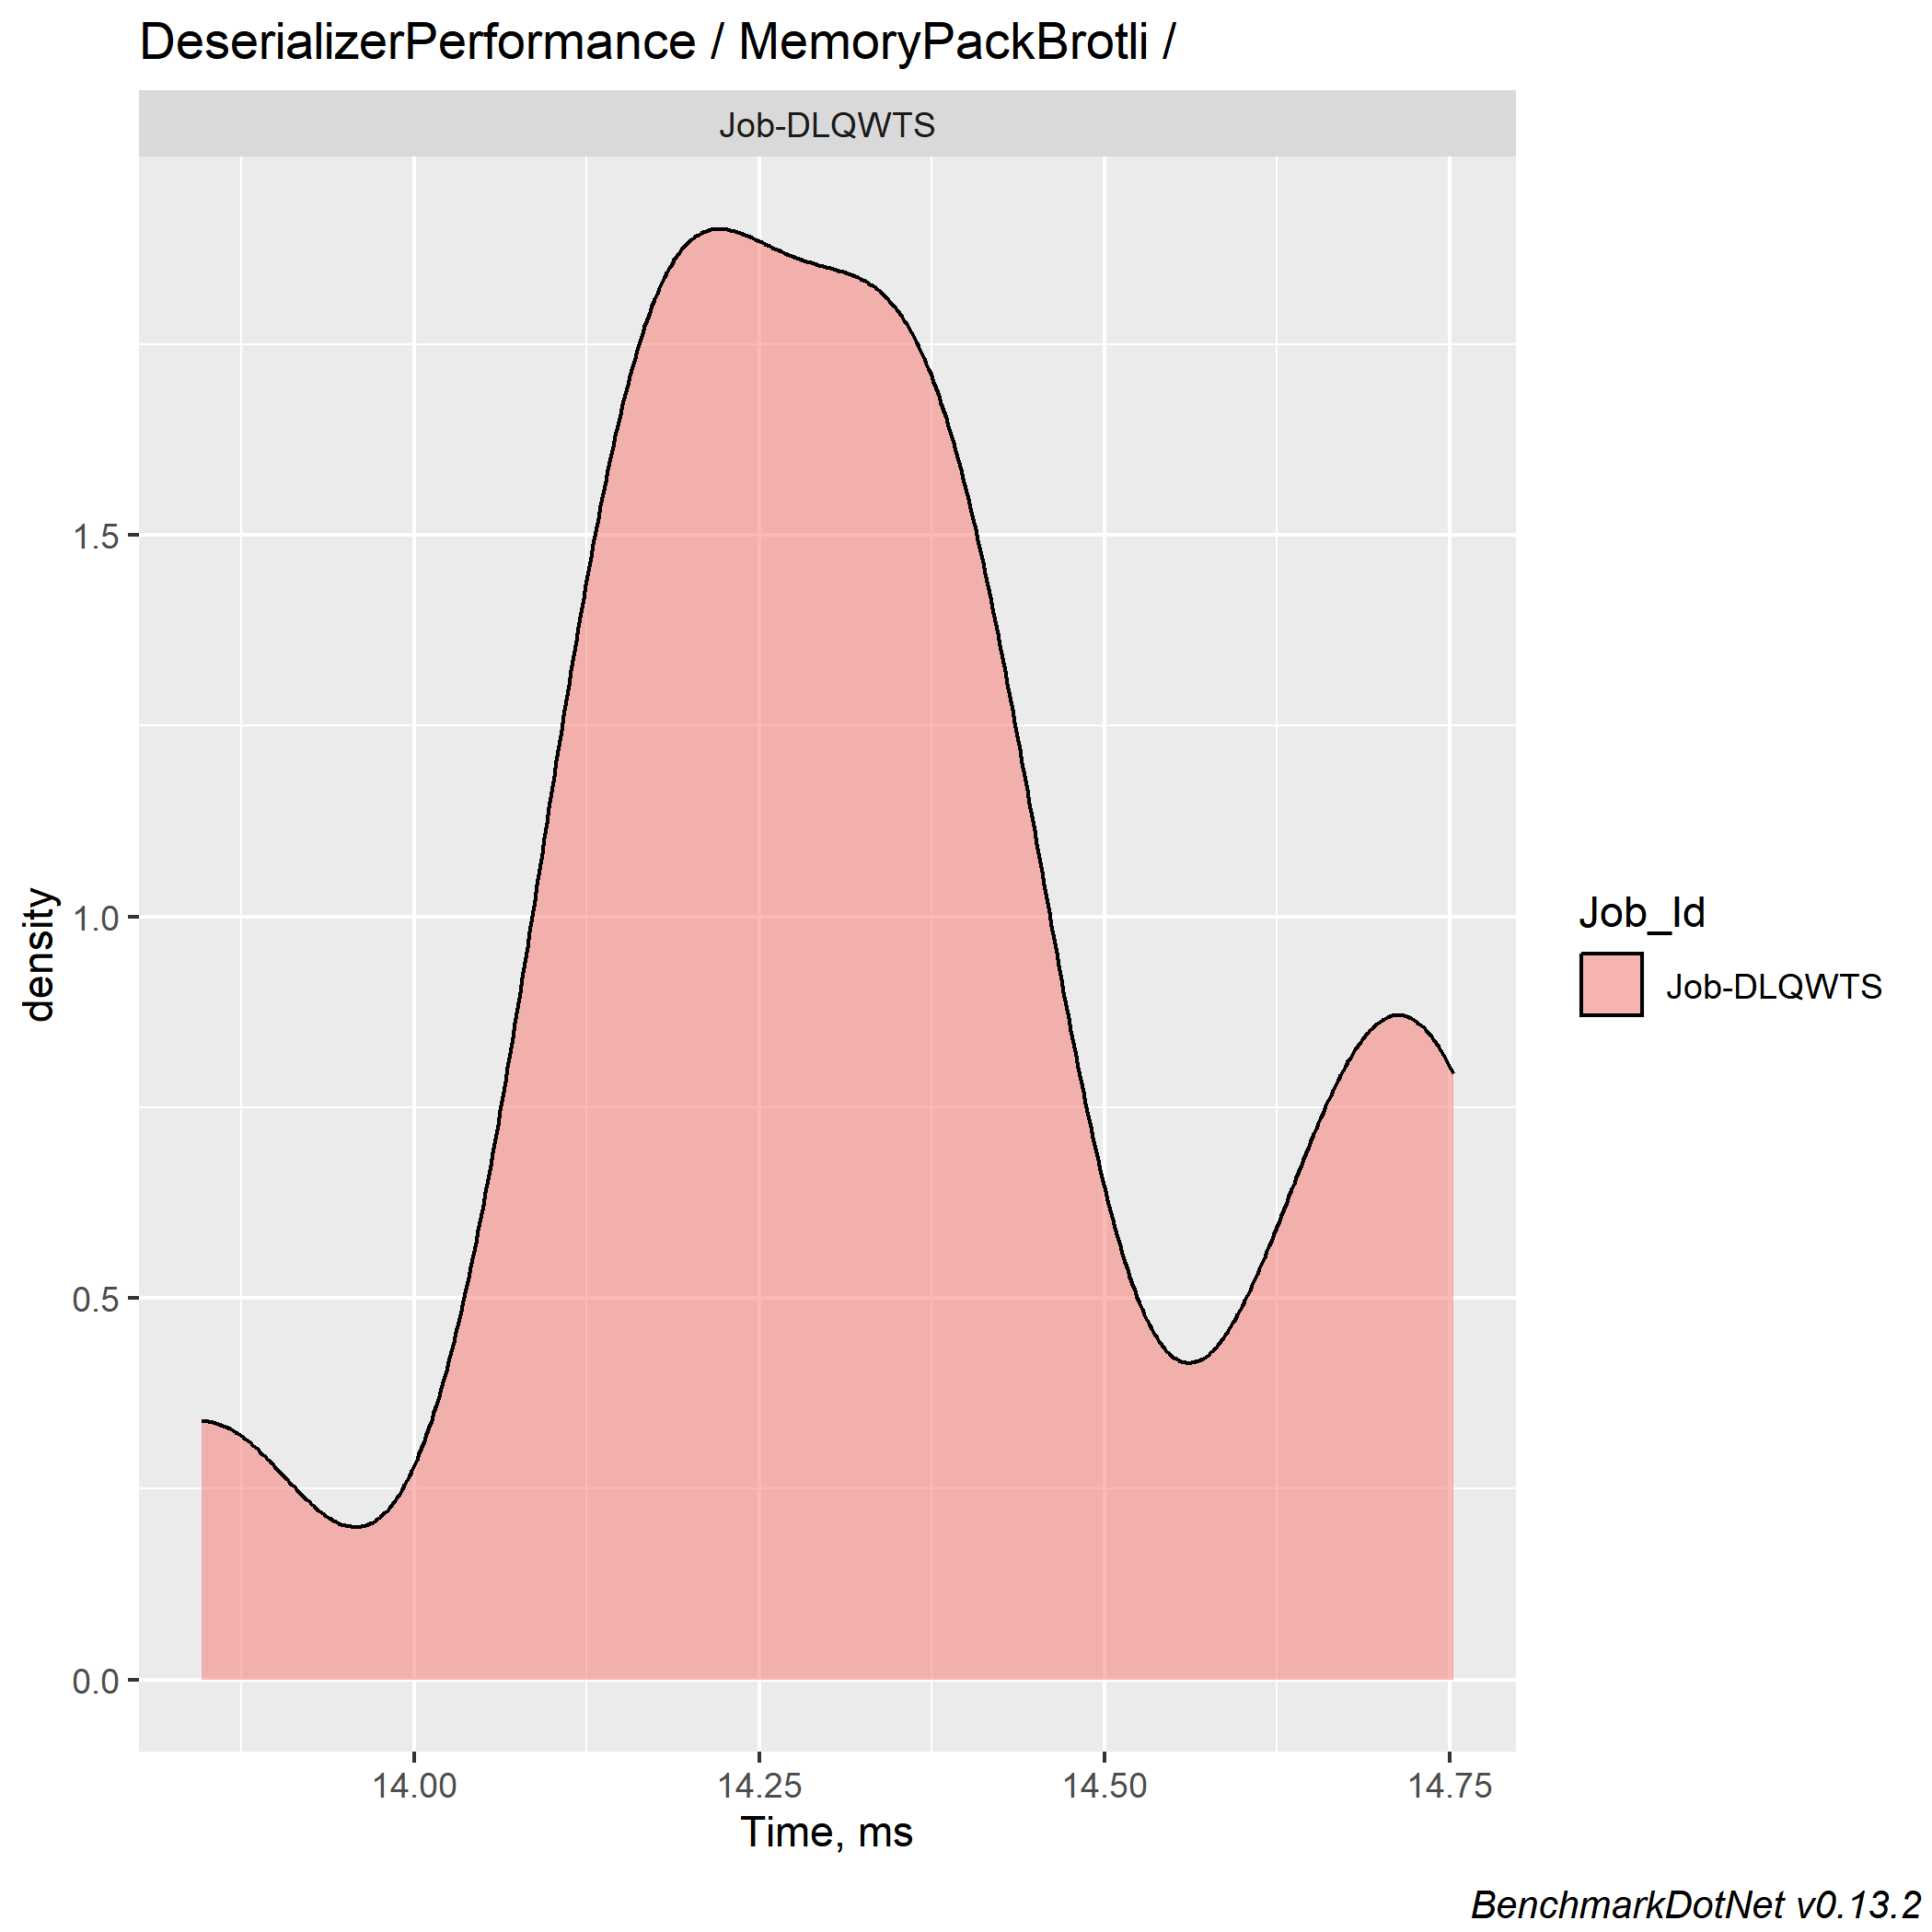 DeserializerPerformance / MemoryPackBrotli /
Job-DLQWTS
density
1.5
1.0
0.5
0.0
14.00 14.25 14.50 14.75
Time, ms
Job_Id
Job-DLQWTS
BenchmarkDotNet v0.13.2